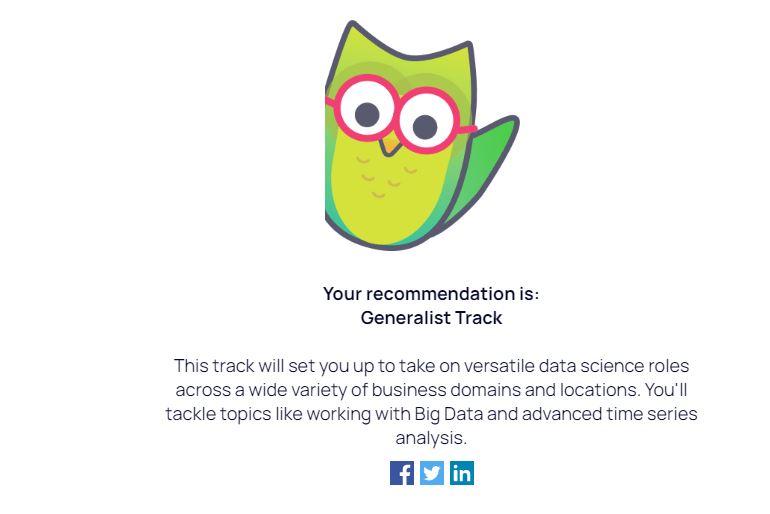 Your recommendation is:
Generalist Track
This track will set you up to take on versatile data science roles
across a wide variety of business domains and locations. You'll
tackle topics like working with Big Data and advanced time series
analysis.
f in